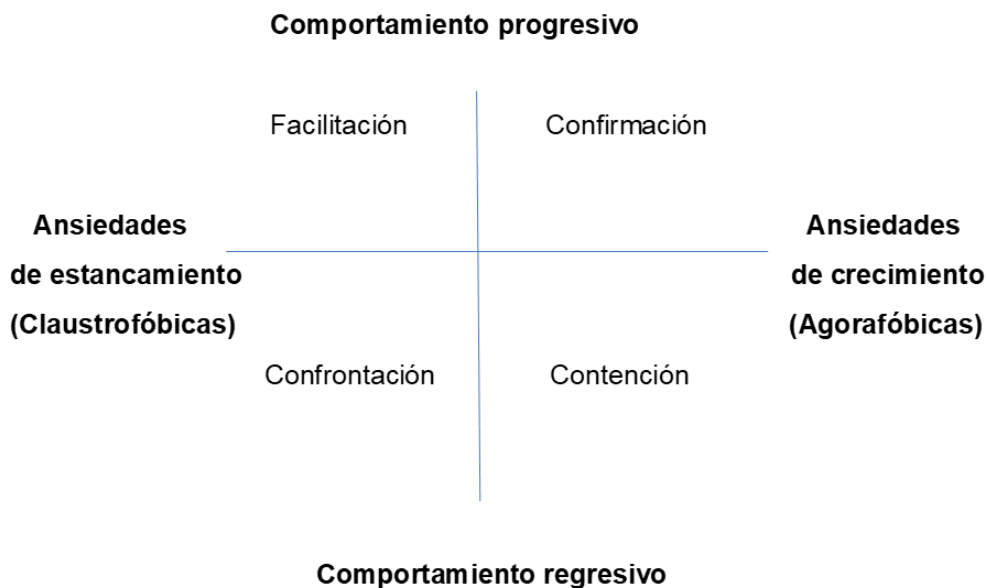 Comportamiento progresivo
Facilitación
Confirmación
Ansiedades
de estancamiento
(Claustrofóbicas)
Ansiedades
de crecimiento
(Agorafóbicas)
Confrontación
Contención
Comportamiento regresivo